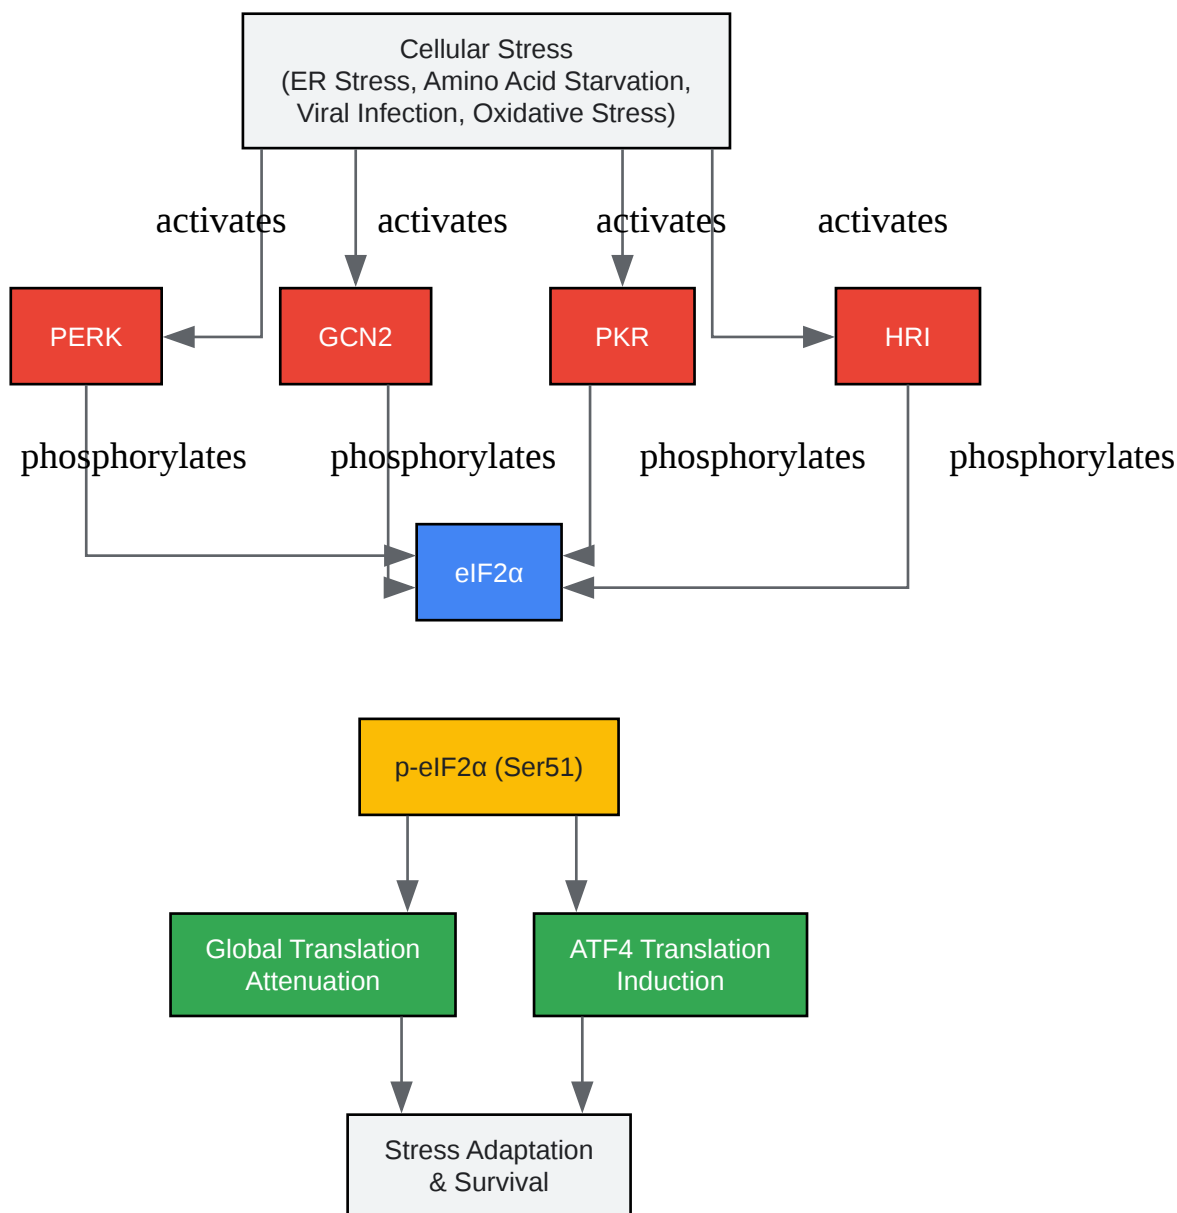 Cellular Stress
(ER Stress, Amino Acid Starvation,
Viral Infection, Oxidative Stress)
activates activates activates activates
PERK GCN2 PKR HRI
phosphorylates phosphorylates phosphorylates phosphorylates
eIF2α
p-eIF2α (Ser51)
Global Translation
Attenuation
ATF4 Translation
Induction
Stress Adaptation
& Survival